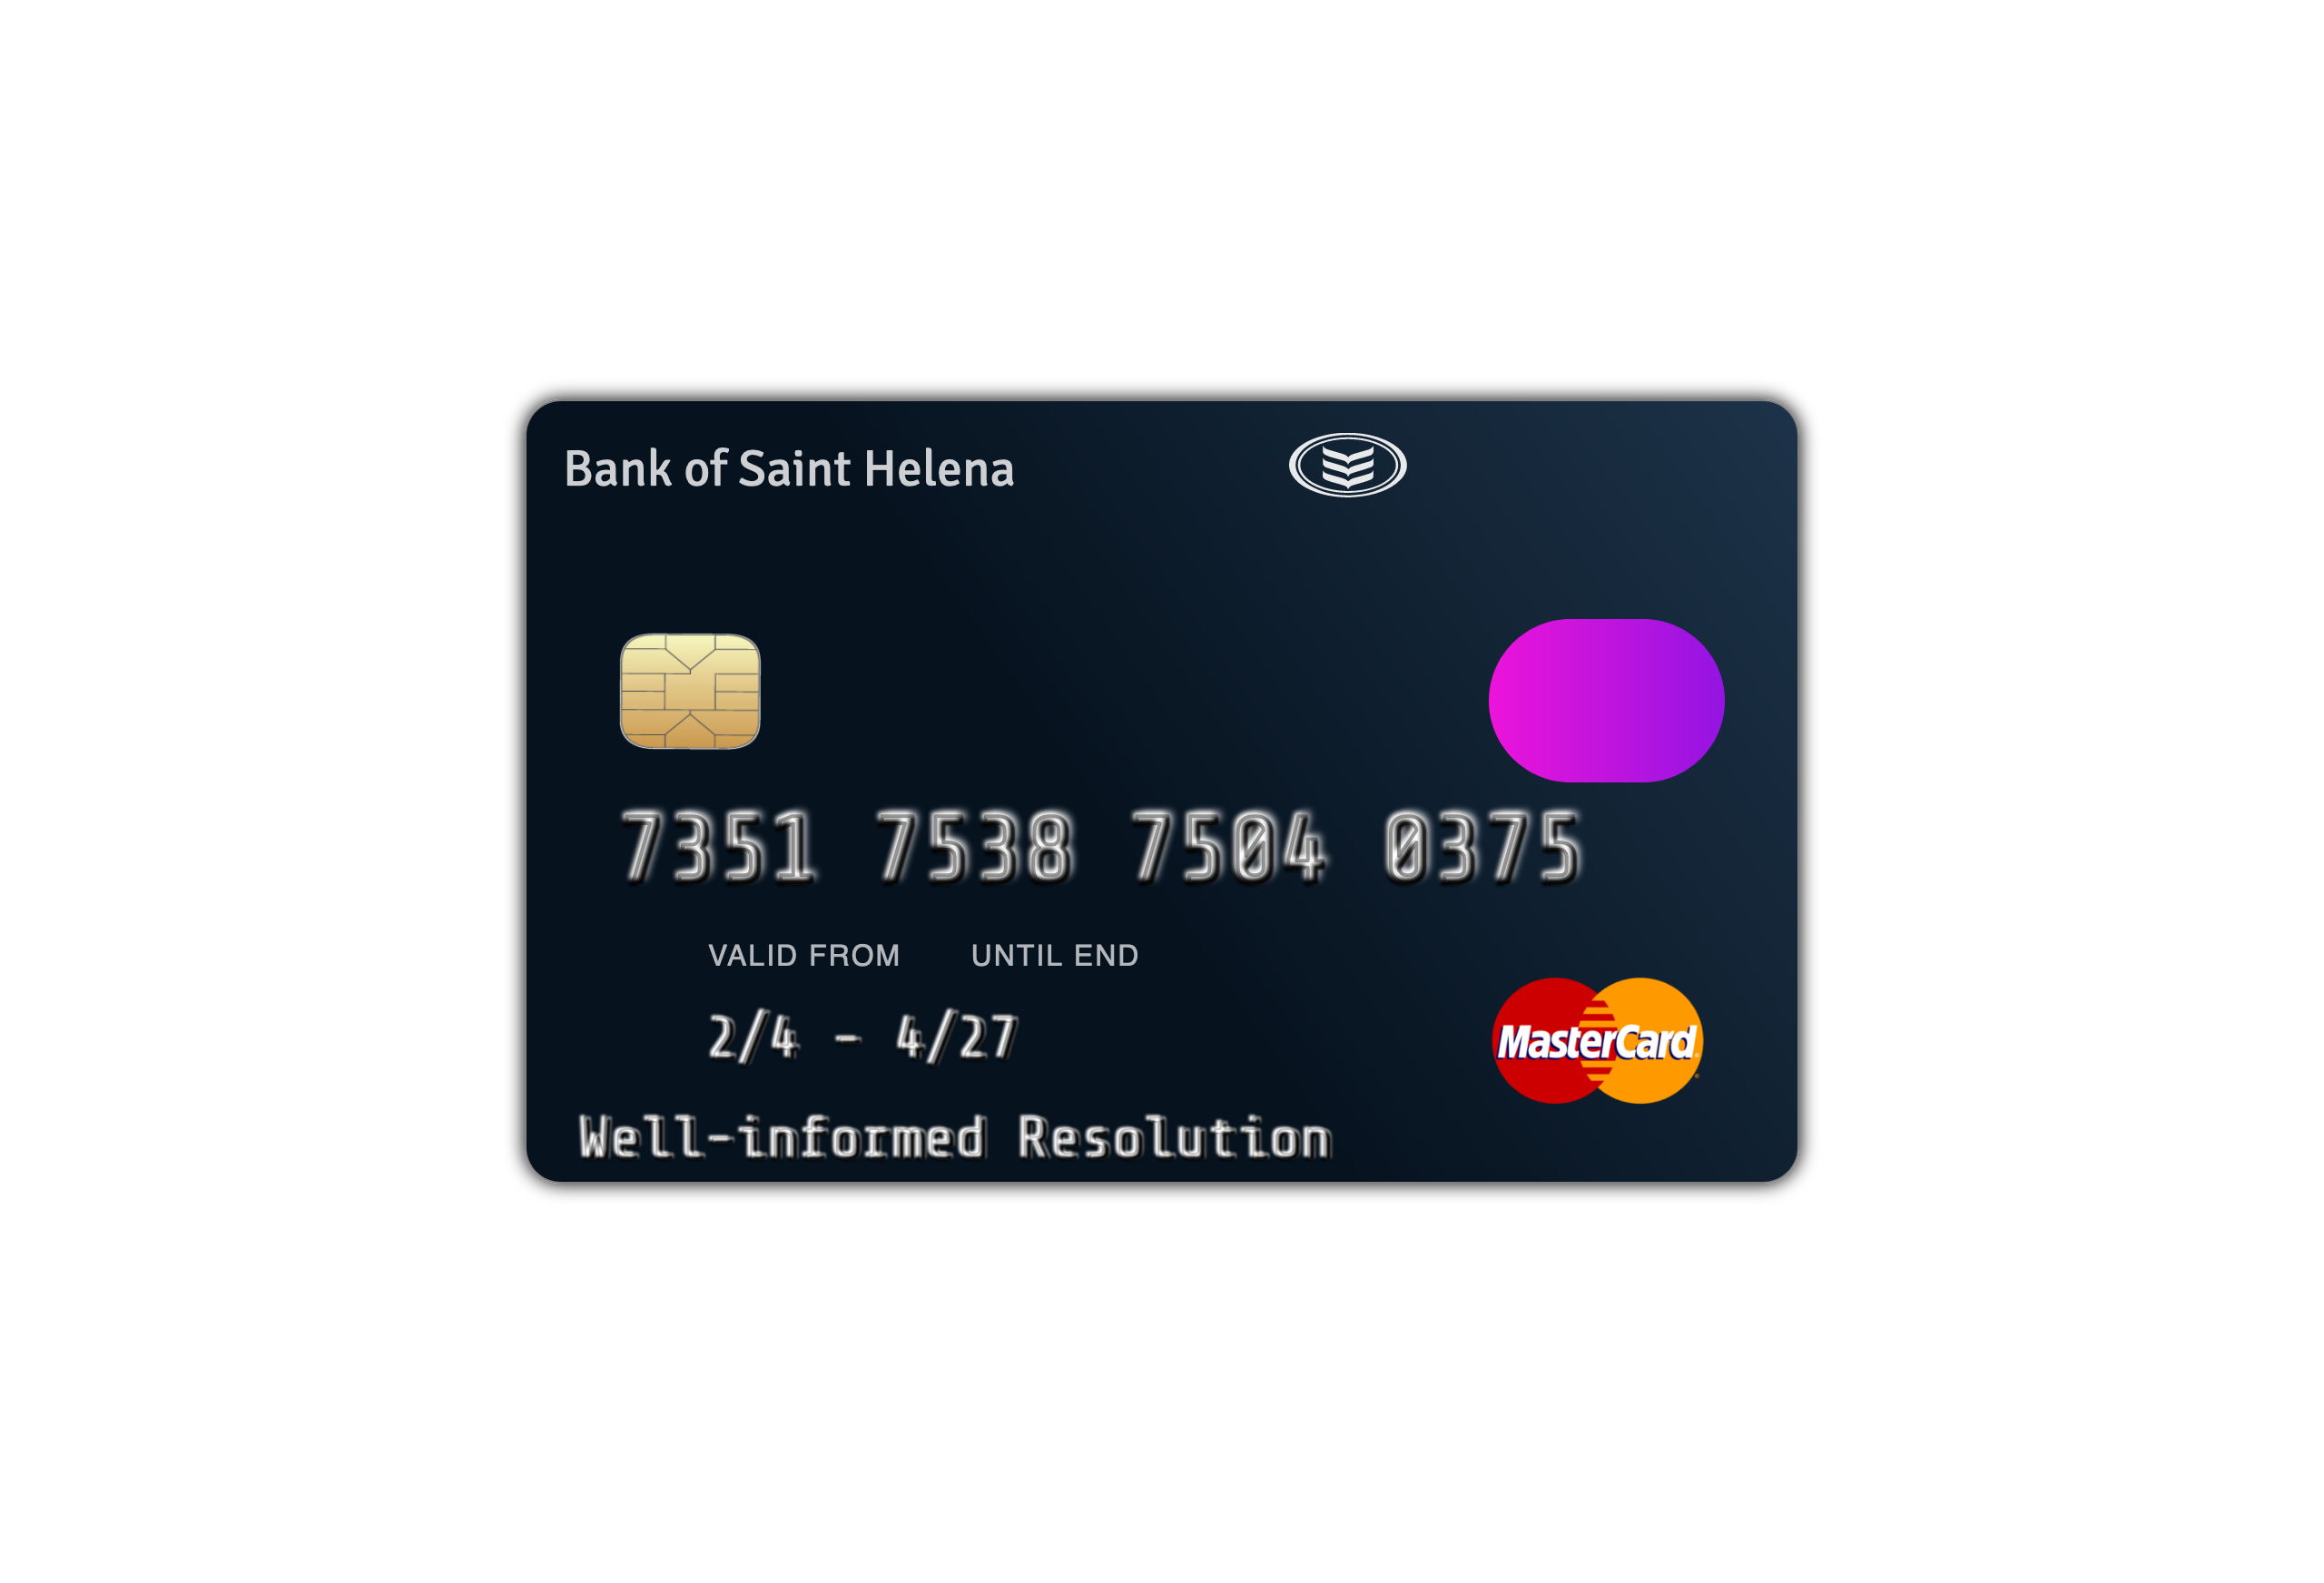 Bank of Saint Helena
7351 7538 7504 0375
VALID FROM UNTIL END
2/4 - 4/27
MasterCard
Well-informed Resolution